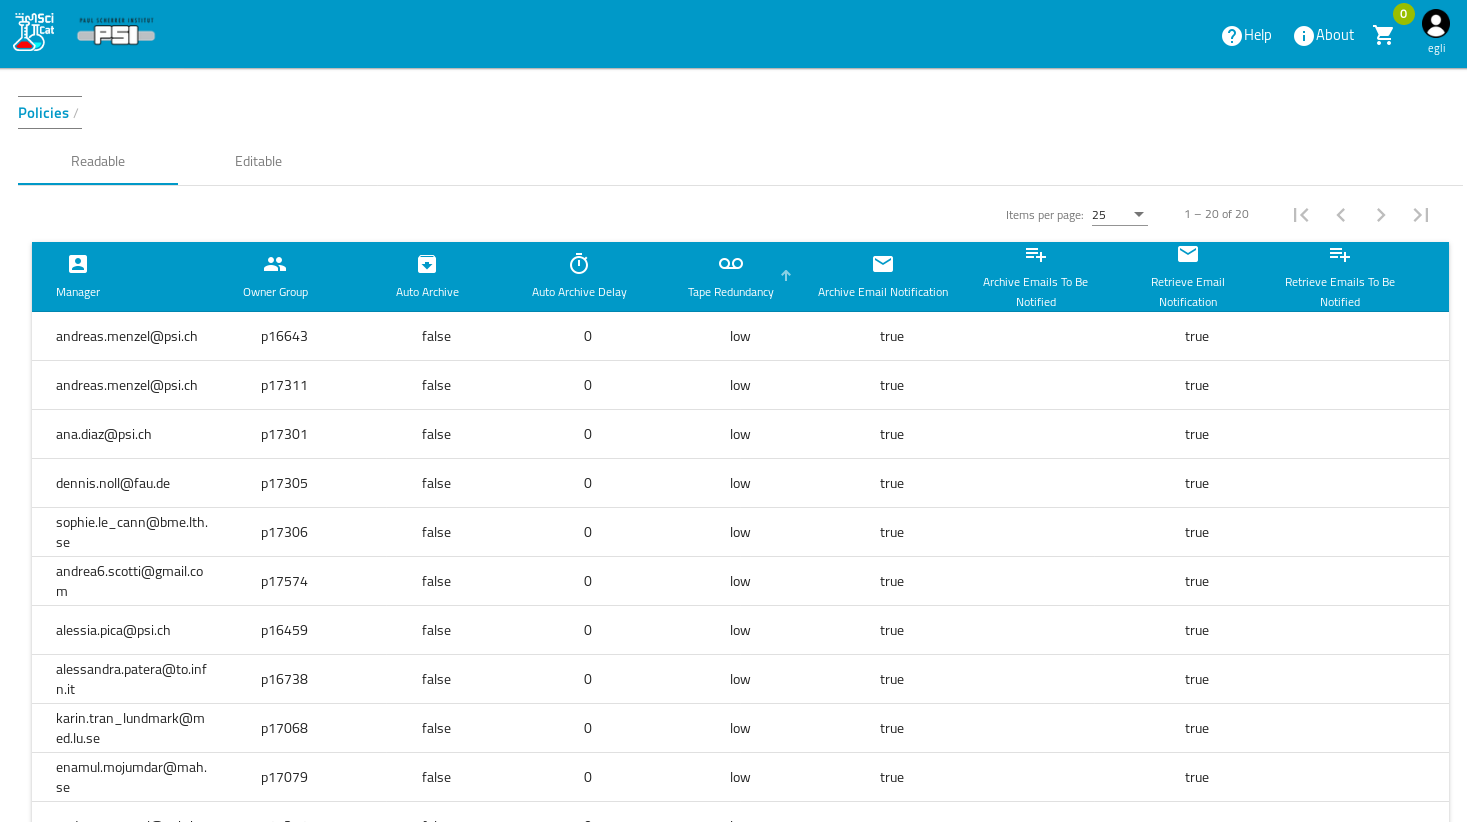 Sci
Cat
PAUL SCHERRER INSTITUT
PSI
Help
About
0
egli
Policies /
Readable
Editable
Items per page: 25
1 – 20 of 20
Manager
Owner Group
Auto Archive
Auto Archive Delay
Tape Redundancy
Archive Email Notification
Archive Emails To Be
Notified
Retrieve Email
Notification
Retrieve Emails To Be
Notified
andreas.menzel@psi.ch p16643 false 0 low true true
andreas.menzel@psi.ch p17311 false 0 low true true
ana.diaz@psi.ch p17301 false 0 low true true
dennis.noll@fau.de p17305 false 0 low true true
sophie.le_cann@bme.lth.
se p17306 false 0 low true true
andrea6.scotti@gmail.co
m p17574 false 0 low true true
alessia.pica@psi.ch p16459 false 0 low true true
alessandra.patera@to.inf
n.it p16738 false 0 low true true
karin.tran_lundmark@m
ed.lu.se p17068 false 0 low true true
enamul.mojumdar@mah.
se p17079 false 0 low true true